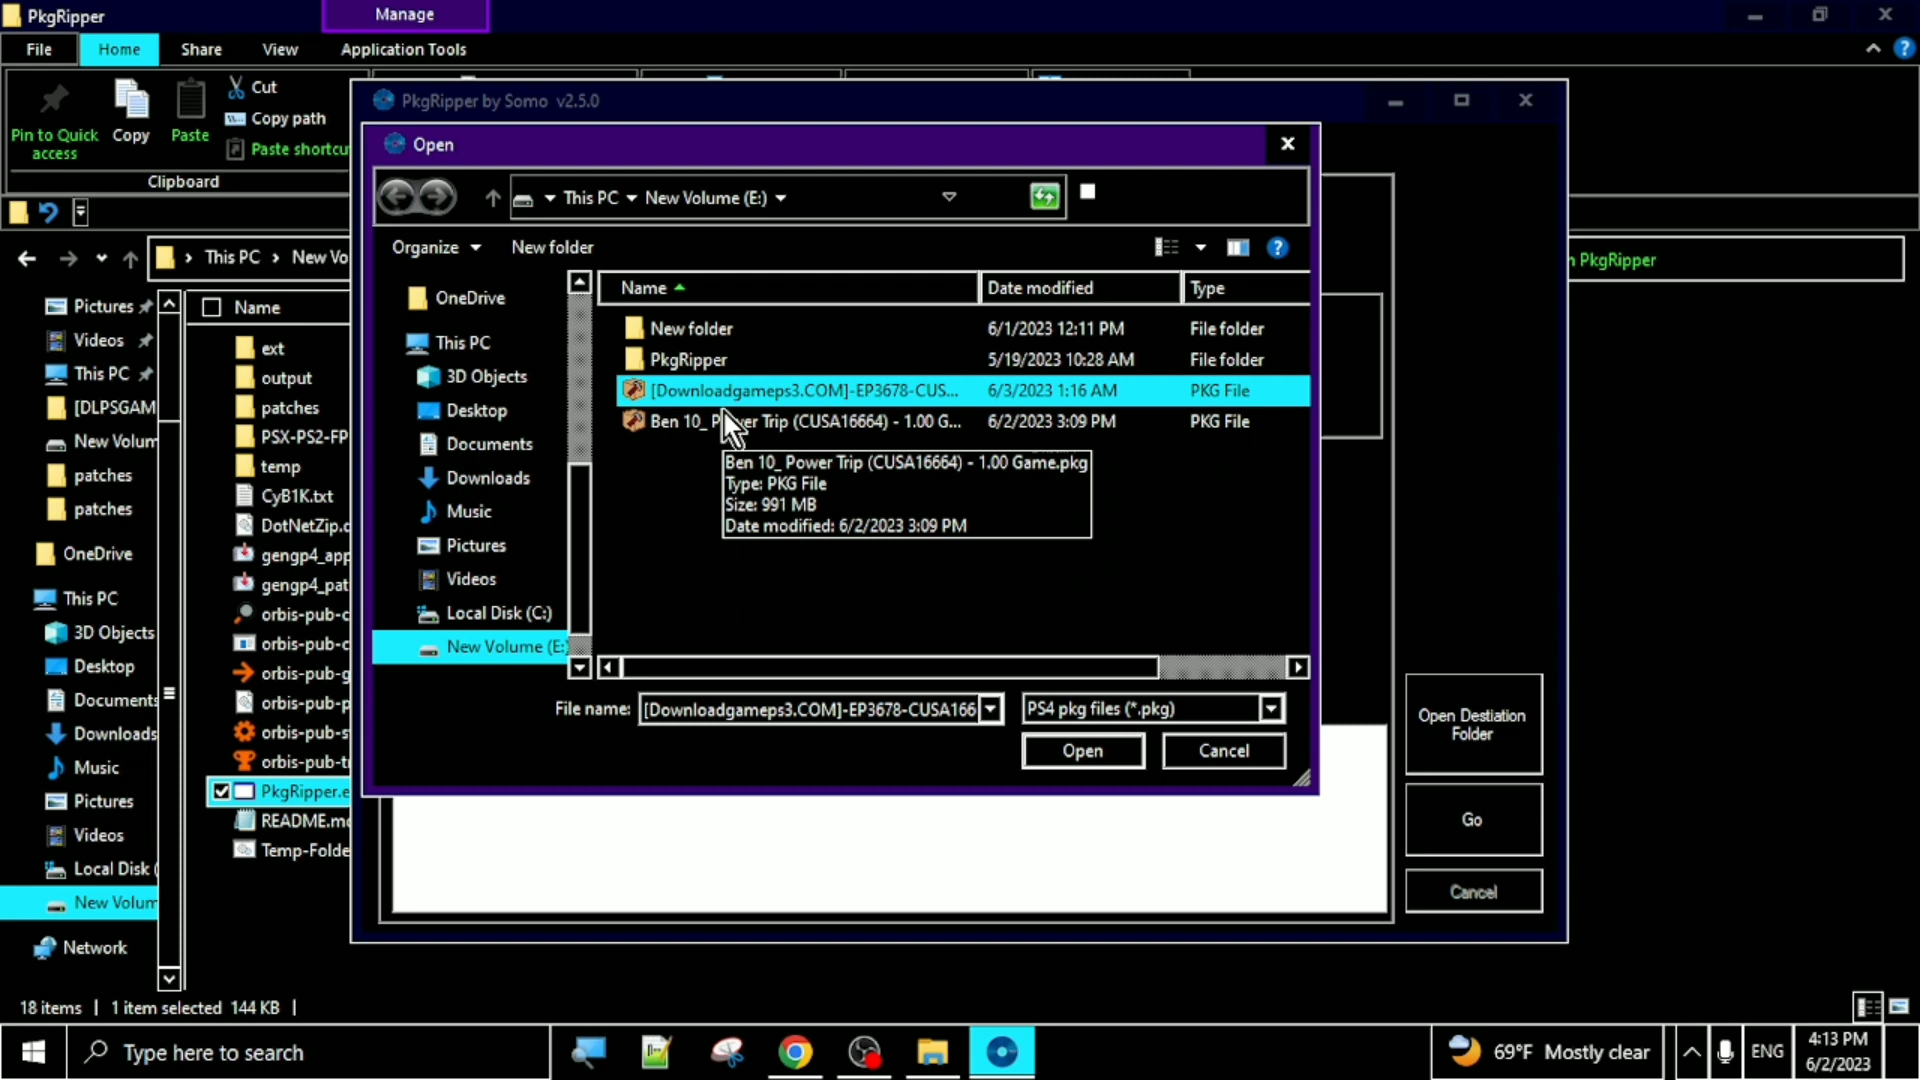 PkgRipper
Manage
File
Home
Share
View
Application Tools
Pin to Quick access
Copy
Paste
Cut
Copy path
Paste shortcu
Clipboard
This PC > New Vo
PkgRipper
Pictures
Videos
This PC
[DLPSGAM
New Volum
patches
patches
OneDrive
This PC
3D Objects
Desktop
Documents
Downloads
Music
Pictures
Videos
Local Disk (
New Volum
Network
Name
ext
output
patches
PSX-PS2-FP
temp
CyB1K.txt
DotNetZip.c
gengp4_app
gengp4_pat
orbis-pub-c
orbis-pub-c
orbis-pub-g
orbis-pub-p
orbis-pub-s
orbis-pub-t
PkgRipper.e
README.m
Temp-Folde
18 items
1 item selected 144 KB
PkgRipper by Somo v2.5.0
Open
This PC
New Volume (E:)
Organize
New folder
OneDrive
This PC
3D Objects
Desktop
Documents
Downloads
Music
Pictures
Videos
Local Disk (C:)
New Volume (E:)
Name Date modified Type
New folder 6/1/2023 12:11 PM File folder
PkgRipper 5/19/2023 10:28 AM File folder
[Downloadgameps3.COM]-EP3678-CUS... 6/3/2023 1:16 AM PKG File
Ben 10_ P wer Trip (CUSA16664) - 1.00 G... 6/2/2023 3:09 PM PKG File
Ben 10_ Power Trip (CUSA16664) - 1.00 Game.pkg
Type: PKG File
Size: 991 MB
Date modified: 6/2/2023 3:09 PM
File name:
[Downloadgameps3.COM]-EP3678-CUSA166
PS4 pkg files (*.pkg)
Open
Cancel
Open Destiation Folder
Go
Cancel
Type here to search
69°F Mostly clear
ENG
4:13 PM
6/2/2023